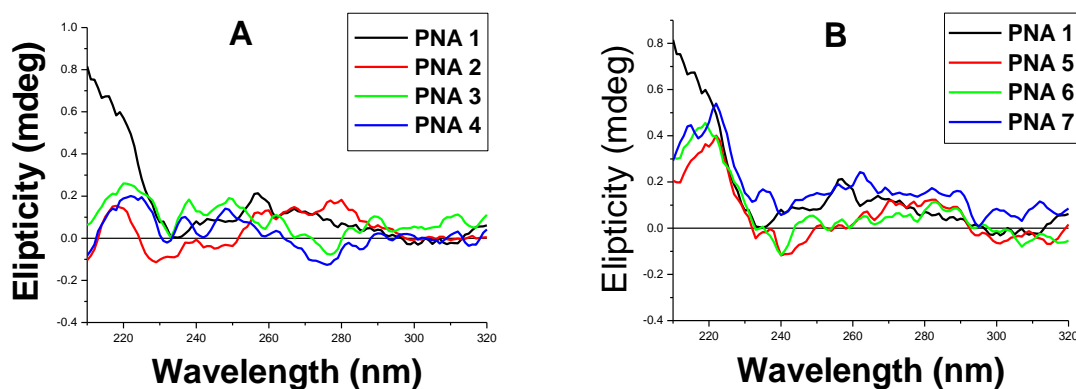 A
PNA 1
PNA 2
PNA 3
PNA 4
Elipticity (mdeg)
1.0
0.8
0.6
0.4
0.2
0.0
-0.2
-0.4
220 240 260 280 300 320
Wavelength (nm)
B
PNA 1
PNA 5
PNA 6
PNA 7
Elipticity (mdeg)
0.8
0.6
0.4
0.2
0.0
-0.2
-0.4
220 240 260 280 300 320
Wavelength (nm)